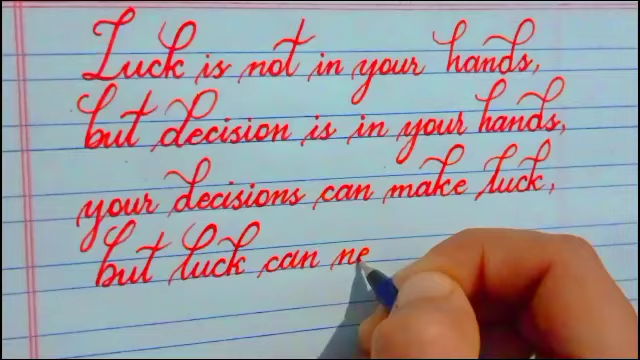 Luck is not in your hands,
but decision is in your hands,
your decisions can make luck,
but luck can ne